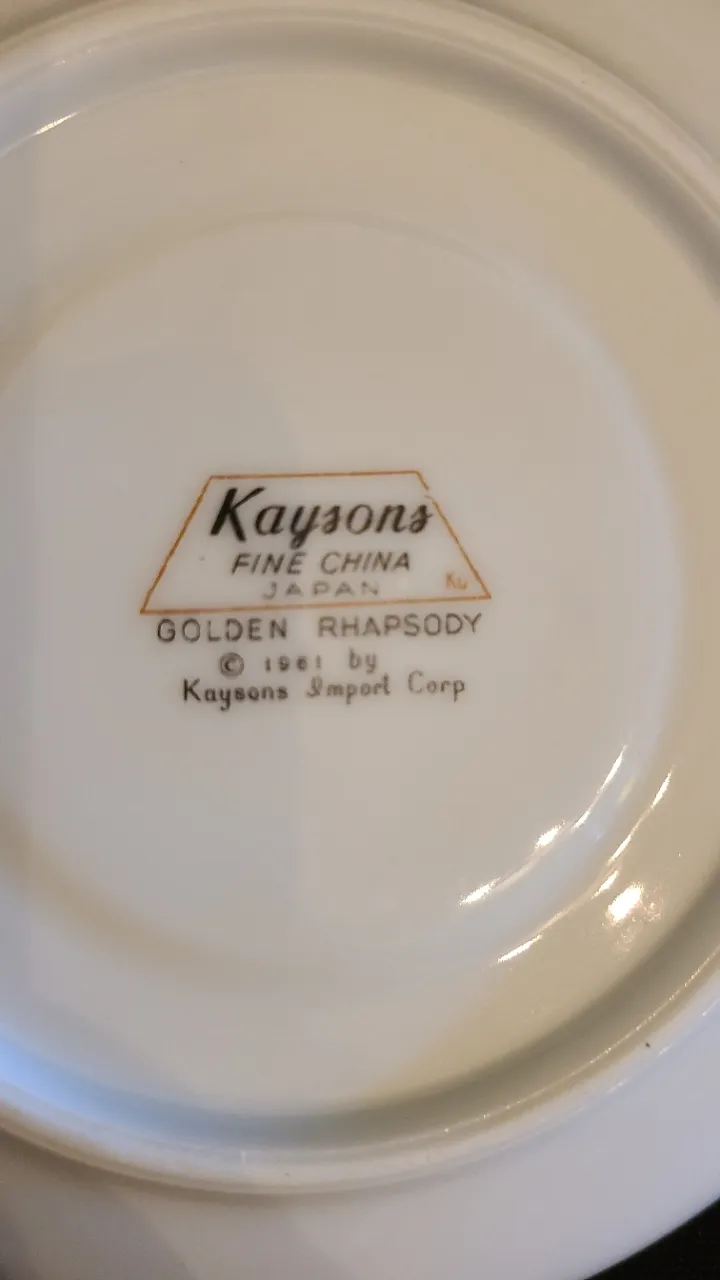 Kaysons
FINE CHINA
JAPAN
Ku
GOLDEN RHAPSODY
© 1961 by
Kaysons Import Corp